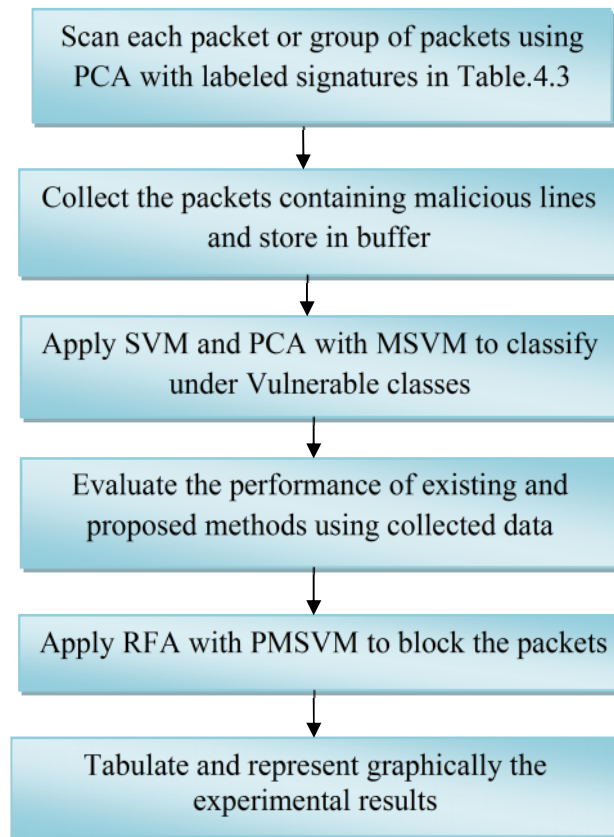 Scan each packet or group of packets using
PCA with labeled signatures in Table.4.3
Collect the packets containing malicious lines
and store in buffer
Apply SVM and PCA with MSVM to classify
under Vulnerable classes
Evaluate the performance of existing and
proposed methods using collected data
Apply RFA with PMSVM to block the packets
Tabulate and represent graphically the
experimental results